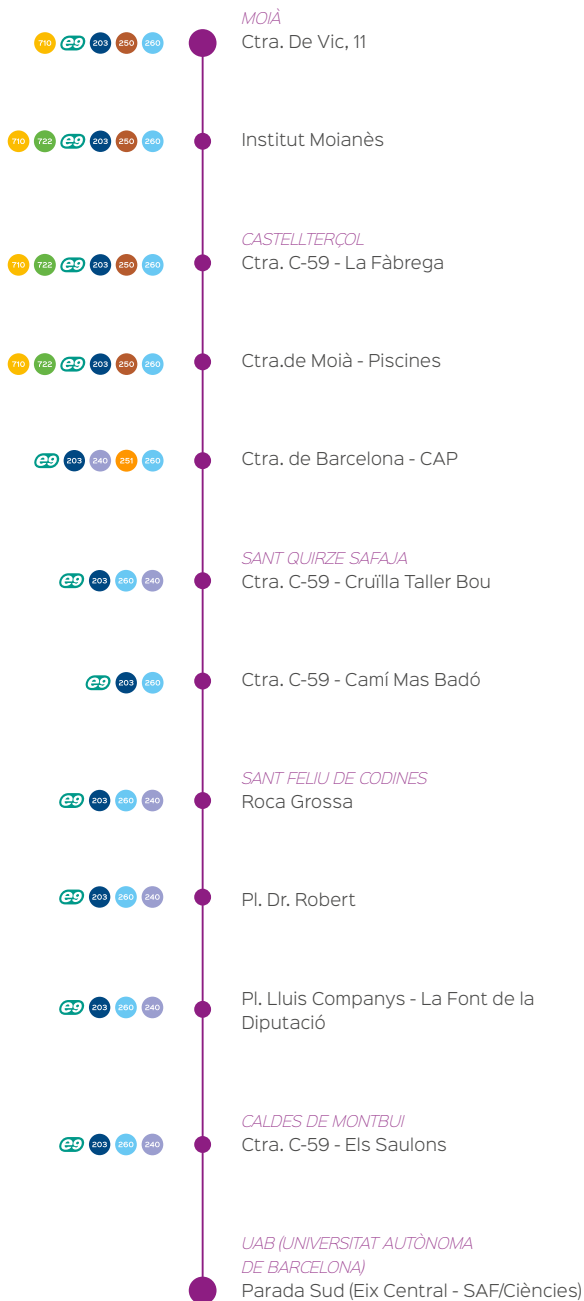 MOIÀ
710 e9 203 250 260 Ctra. De Vic, 11
710 722 e9 203 250 260 Institut Moianès
CASTELLTERÇOL
710 722 e9 203 250 260 Ctra. C-59 - La Fàbrega
710 722 e9 203 250 260 Ctra.de Moià - Piscines
e9 203 240 251 260 Ctra. de Barcelona - CAP
SANT QUIRZE SAFAJA
e9 203 260 240 Ctra. C-59 - Cruïlla Taller Bou
e9 203 260 Ctra. C-59 - Camí Mas Badó
SANT FELIU DE CODINES
e9 203 260 240 Roca Grossa
e9 203 260 240 Pl. Dr. Robert
e9 203 260 240 Pl. Lluis Companys - La Font de la
Diputació
CALDES DE MONTBUI
e9 203 260 240 Ctra. C-59 - Els Saulons
UAB (UNIVERSITAT AUTÒNOMA
DE BARCELONA)
Parada Sud (Eix Central - SAF/Ciències)